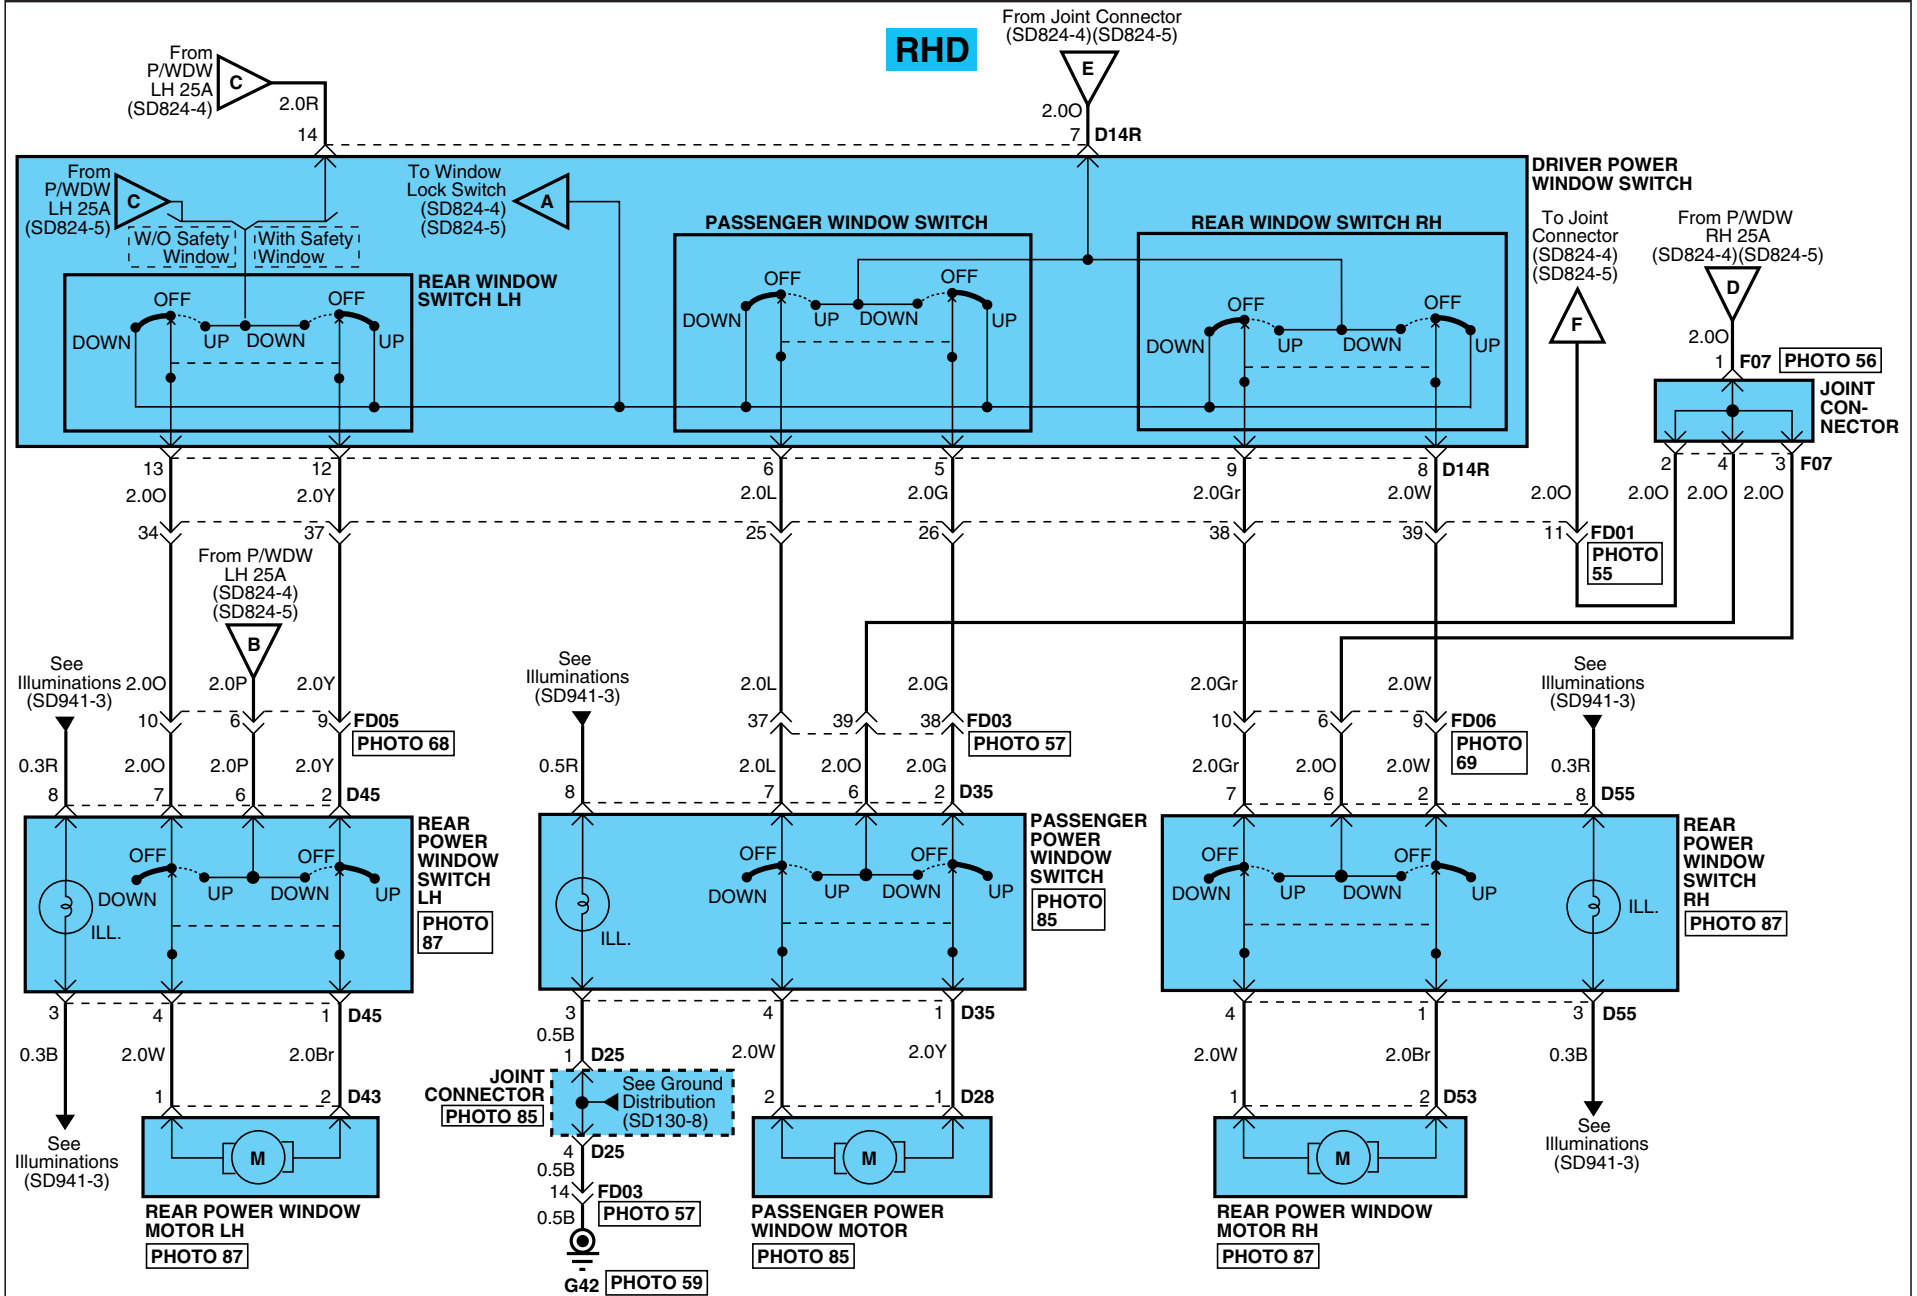 RHD
From Joint Connector
(SD824-4)(SD824-5)
E
2.0O
7 D14R
From
P/WDW
LH 25A
(SD824-4)
C
2.0R
14
DRIVER POWER
WINDOW SWITCH
From
P/WDW
LH 25A
(SD824-5)
C
W/O Safety
Window
With Safety
Window
To Window
Lock Switch
(SD824-4)
(SD824-5)
A
REAR WINDOW
SWITCH LH
OFF
OFF
DOWN
UP
DOWN
UP
PASSENGER WINDOW SWITCH
OFF
OFF
DOWN
UP
DOWN
UP
REAR WINDOW SWITCH RH
OFF
OFF
DOWN
UP
DOWN
UP
To Joint
Connector
(SD824-4)
(SD824-5)
F
From P/WDW
RH 25A
(SD824-4)(SD824-5)
D
2.0O
1 F07 PHOTO 56
JOINT
CON-
NECTOR
2 4 3 F07
13 12 6 5 9 8 D14R
2.0O 2.0Y 2.0L 2.0G 2.0Gr 2.0W 2.0O 2.0O 2.0O 2.0O
34 37 25 26 38 39 11 FD01
PHOTO
55
From P/WDW
LH 25A
(SD824-4)
(SD824-5)
B
See
Illuminations
(SD941-3)
2.0O 2.0P 2.0Y
10 6 9 FD05
PHOTO 68
0.3R 2.0O 2.0P 2.0Y
8 7 6 2 D45
See
Illuminations
(SD941-3)
2.0L 2.0G
37 39 38 FD03
PHOTO 57
0.5R 2.0L 2.0O 2.0G
8 7 6 2 D35
See
Illuminations
(SD941-3)
2.0Gr 2.0W
10 6 9 FD06
PHOTO
69
2.0Gr 2.0O 2.0W 0.3R
7 6 2 8 D55
REAR
POWER
WINDOW
SWITCH
LH
PHOTO
87
OFF
OFF
DOWN
UP
DOWN
UP
ILL.
PASSENGER
POWER
WINDOW
SWITCH
PHOTO
85
OFF
OFF
DOWN
UP
DOWN
UP
ILL.
REAR
POWER
WINDOW
SWITCH
RH
PHOTO 87
OFF
OFF
DOWN
UP
DOWN
UP
ILL.
3 4 1 D45
0.3B 2.0W 2.0Br
1 2 D43
See
Illuminations
(SD941-3)
M
REAR POWER WINDOW
MOTOR LH
PHOTO 87
3 4 1 D35
0.5B
1 D25
JOINT
CONNECTOR
PHOTO 85
See Ground
Distribution
(SD130-8)
4 D25
0.5B
14 FD03
PHOTO 57
0.5B
G42 PHOTO 59
2.0W 2.0Y
2 1 D28
M
PASSENGER POWER
WINDOW MOTOR
PHOTO 85
4 1 3 D55
2.0W 2.0Br 0.3B
1 2 D53
M
REAR POWER WINDOW
MOTOR RH
PHOTO 87
See
Illuminations
(SD941-3)